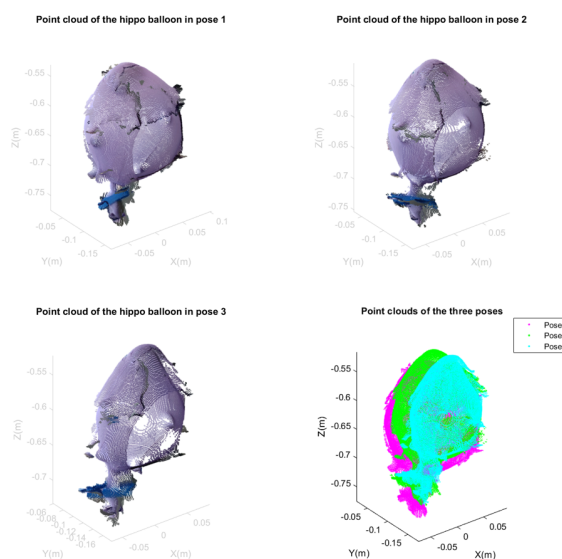 Point cloud of the hippo balloon in pose 1
Point cloud of the hippo balloon in pose 2
-0.55
-0.6
-0.65
-0.7
-0.75
Z(m)
-0.05
-0.1
-0.15
Y(m)
-0.05
0
0.05
0.1
X(m)
-0.55
-0.6
-0.65
-0.7
-0.75
Z(m)
-0.05
-0.1
-0.15
Y(m)
-0.05
0
0.05
X(m)
Point cloud of the hippo balloon in pose 3
Point clouds of the three poses
-0.55
-0.6
-0.65
-0.7
Z(m)
-0.06
-0.08
-0.1
-0.12
-0.14
-0.16
Y(m)
-0.05
0
0.05
X(m)
Pose
Pose
Pose
-0.55
-0.6
-0.65
-0.7
-0.75
Z(m)
-0.05
-0.1
-0.15
Y(m)
-0.05
0
0.05
X(m)